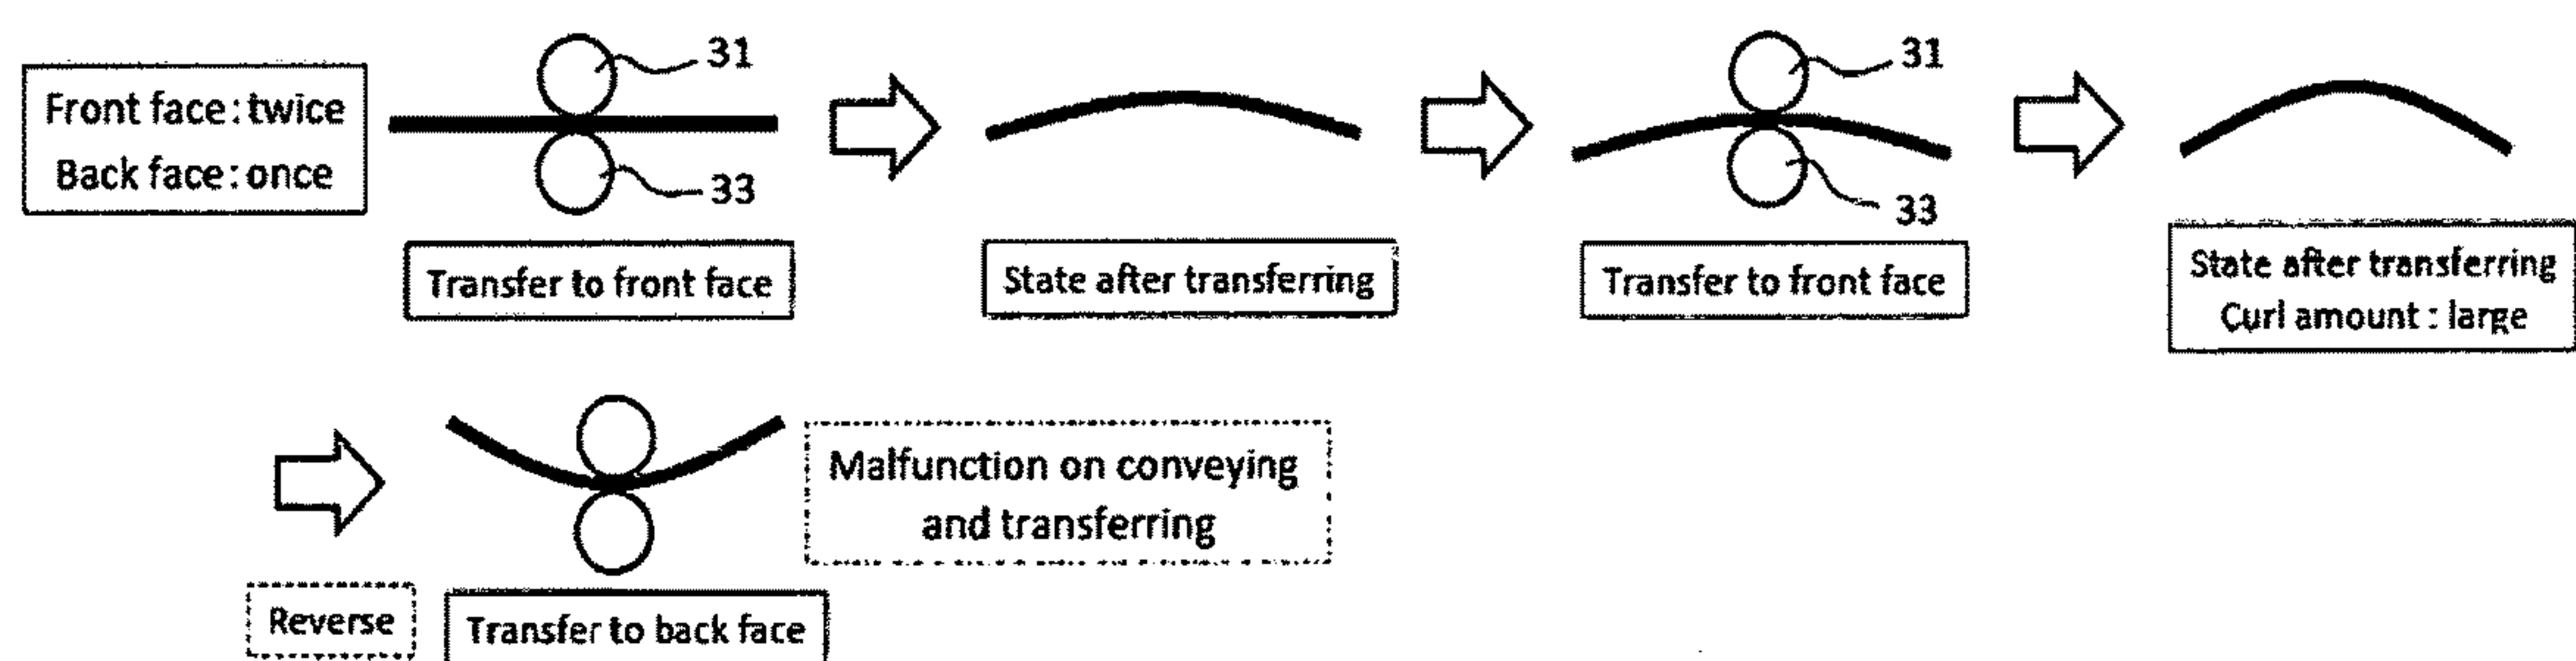 Front face: twice
Back face: once
31
33
Transfer to front face
State after transferring
31
33
Transfer to front face
State after transferring
Curl amount : large
Reverse
Transfer to back face
Malfunction on conveying
and transferring